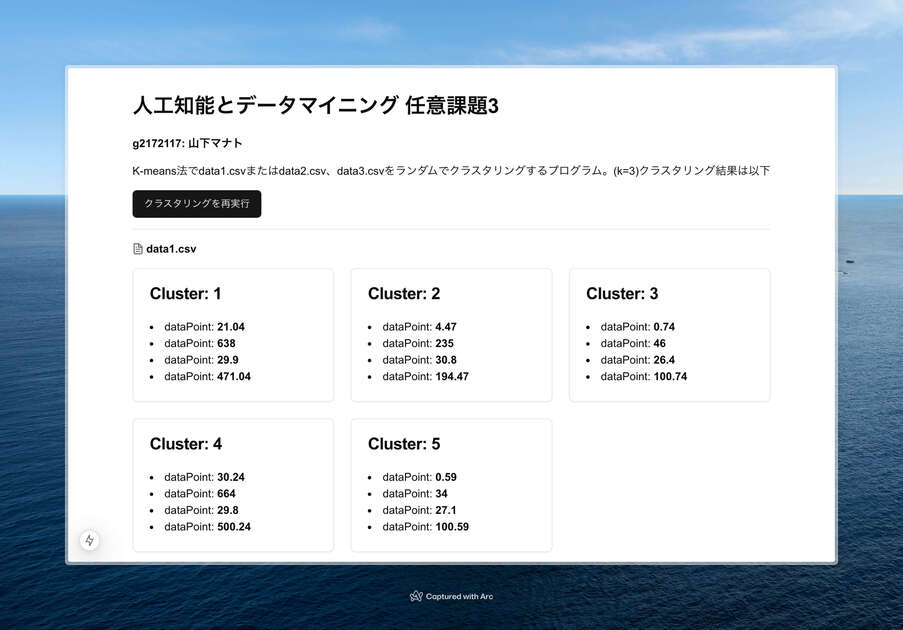 人工知能とデータマイニング 任意課題3
g2172117: 山下マナト
K-means法でdata1.csvまたはdata2.csv、data3.csvをランダムでクラスタリングするプログラム。(k=3)クラスタリング結果は以下
クラスタリングを再実行
data1.csv
Cluster: 1
dataPoint: 21.04
dataPoint: 638
dataPoint: 29.9
dataPoint: 471.04
Cluster: 2
dataPoint: 4.47
dataPoint: 235
dataPoint: 30.8
dataPoint: 194.47
Cluster: 3
dataPoint: 0.74
dataPoint: 46
dataPoint: 26.4
dataPoint: 100.74
Cluster: 4
dataPoint: 30.24
dataPoint: 664
dataPoint: 29.8
dataPoint: 500.24
Cluster: 5
dataPoint: 0.59
dataPoint: 34
dataPoint: 27.1
dataPoint: 100.59
Captured with Arc